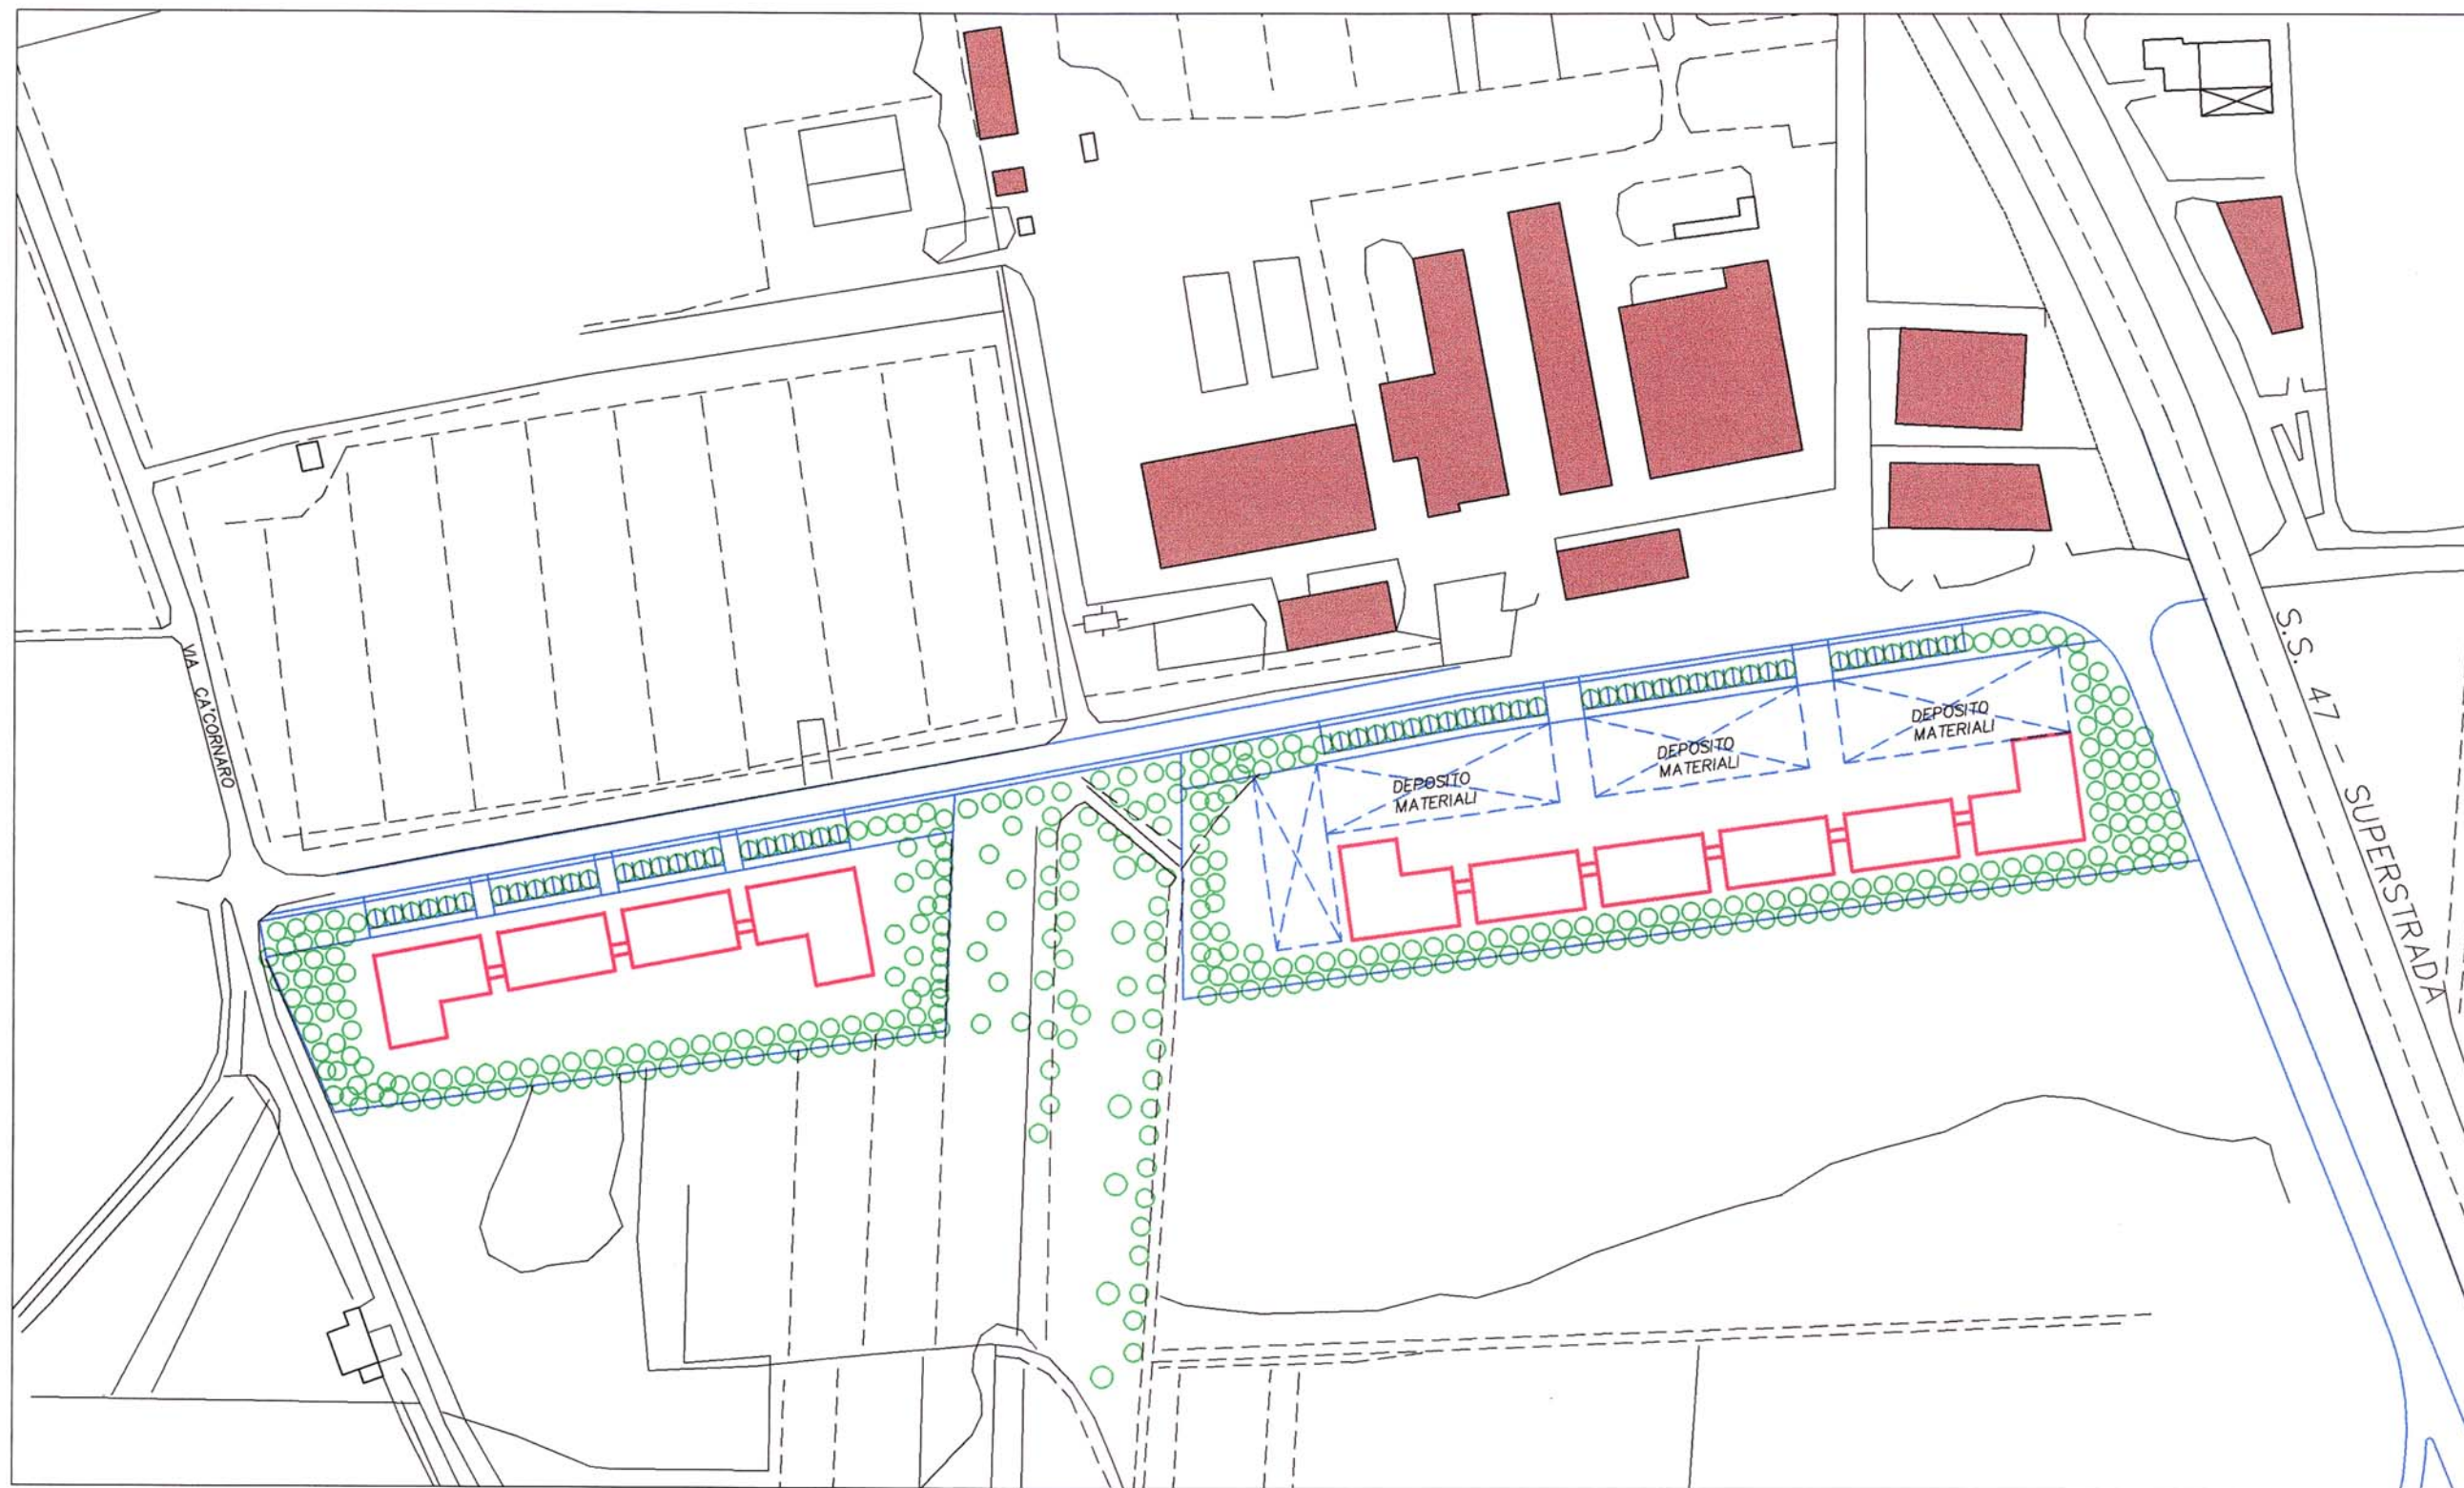 VIA CA'CORNARO
DEPOSITO
MATERIALI
DEPOSITO
MATERIALI
DEPOSITO
MATERIALI
S.S. 47 - SUPERSTRADA